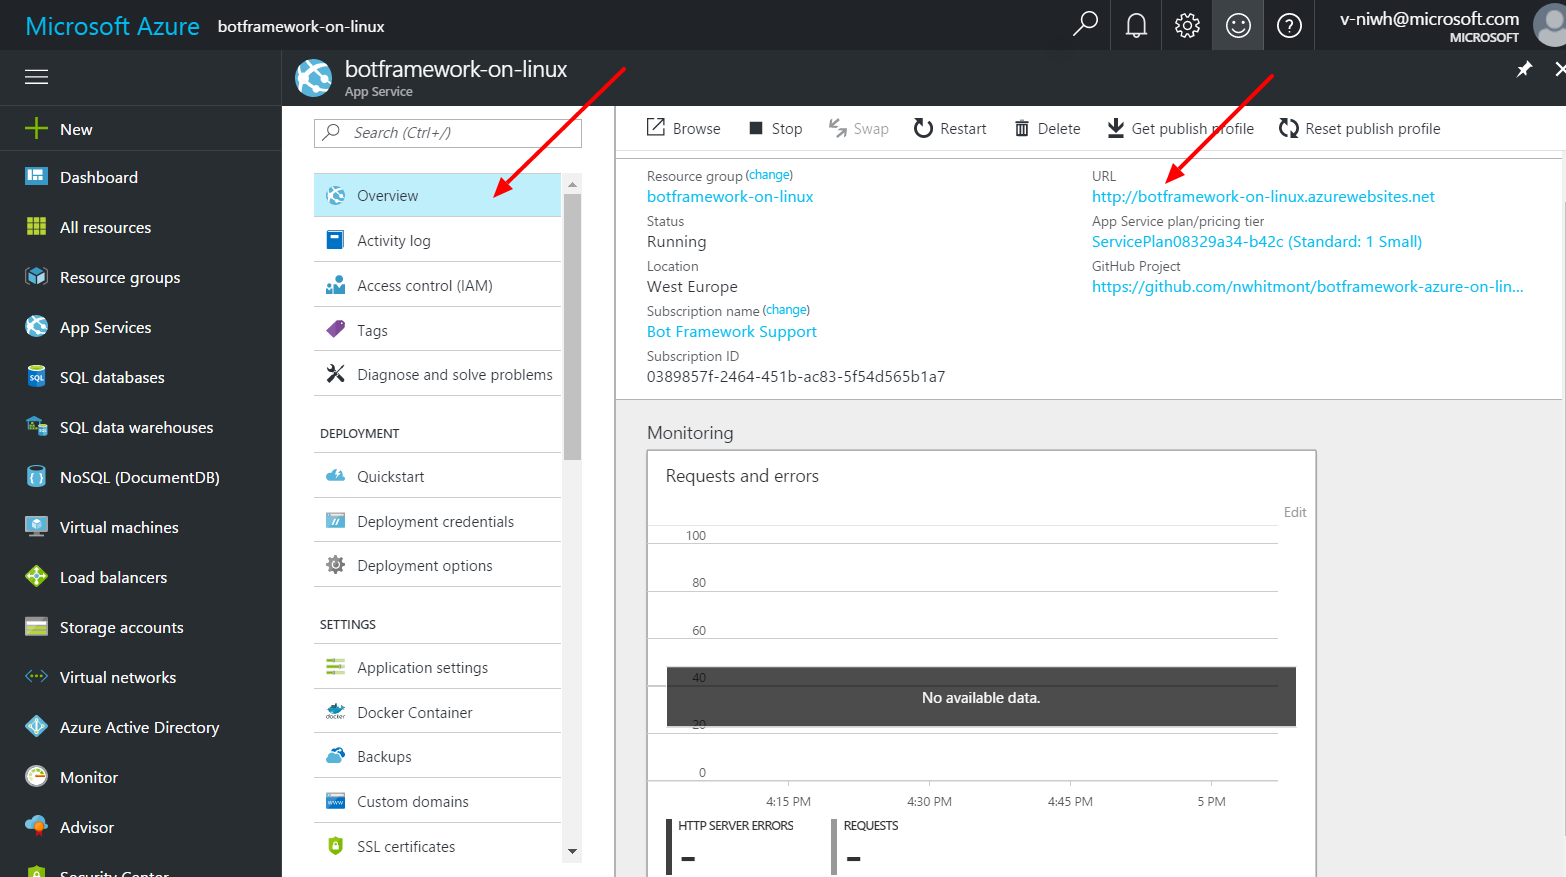 Microsoft Azure botframework-on-linux
v-niwh@microsoft.com
MICROSOFT
botframework-on-linux
App Service
New
Dashboard
All resources
Resource groups
App Services
SQL databases
SQL data warehouses
NoSQL (DocumentDB)
Virtual machines
Load balancers
Storage accounts
Virtual networks
Azure Active Directory
Monitor
Advisor
Security Center
Search (Ctrl+/)
Overview
Activity log
Access control (IAM)
Tags
Diagnose and solve problems
DEPLOYMENT
Quickstart
Deployment credentials
Deployment options
SETTINGS
Application settings
Docker Container
Backups
Custom domains
SSL certificates
Browse Stop Swap Restart Delete Get publish profile Reset publish profile
Resource group (change)
botframework-on-linux
Status
Running
Location
West Europe
Subscription name (change)
Bot Framework Support
Subscription ID
0389857f-2464-451b-ac83-5f54d565b1a7
URL
http://botframework-on-linux.azurewebsites.net
App Service plan/pricing tier
ServicePlan08329a34-b42c (Standard: 1 Small)
GitHub Project
https://github.com/nwhitmont/botframework-azure-on-lin...
Monitoring
Requests and errors
Edit
100
80
60
40
No available data.
20
0
4:15 PM 4:30 PM 4:45 PM 5 PM
HTTP SERVER ERRORS REQUESTS
-- --